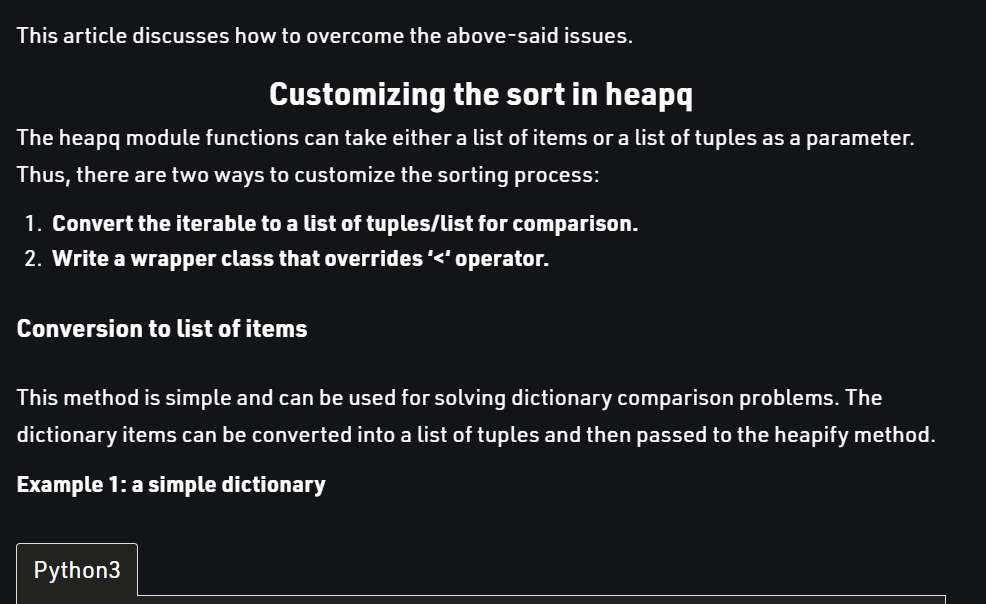 This article discusses how to overcome the above-said issues.
Customizing the sort in heapq
The heapq module functions can take either a list of items or a list of tuples as a parameter.
Thus, there are two ways to customize the sorting process:
1. Convert the iterable to a list of tuples/list for comparison.
2. Write a wrapper class that overrides ‘<’ operator.
Conversion to list of items
This method is simple and can be used for solving dictionary comparison problems. The
dictionary items can be converted into a list of tuples and then passed to the heapify method.
Example 1: a simple dictionary
Python3